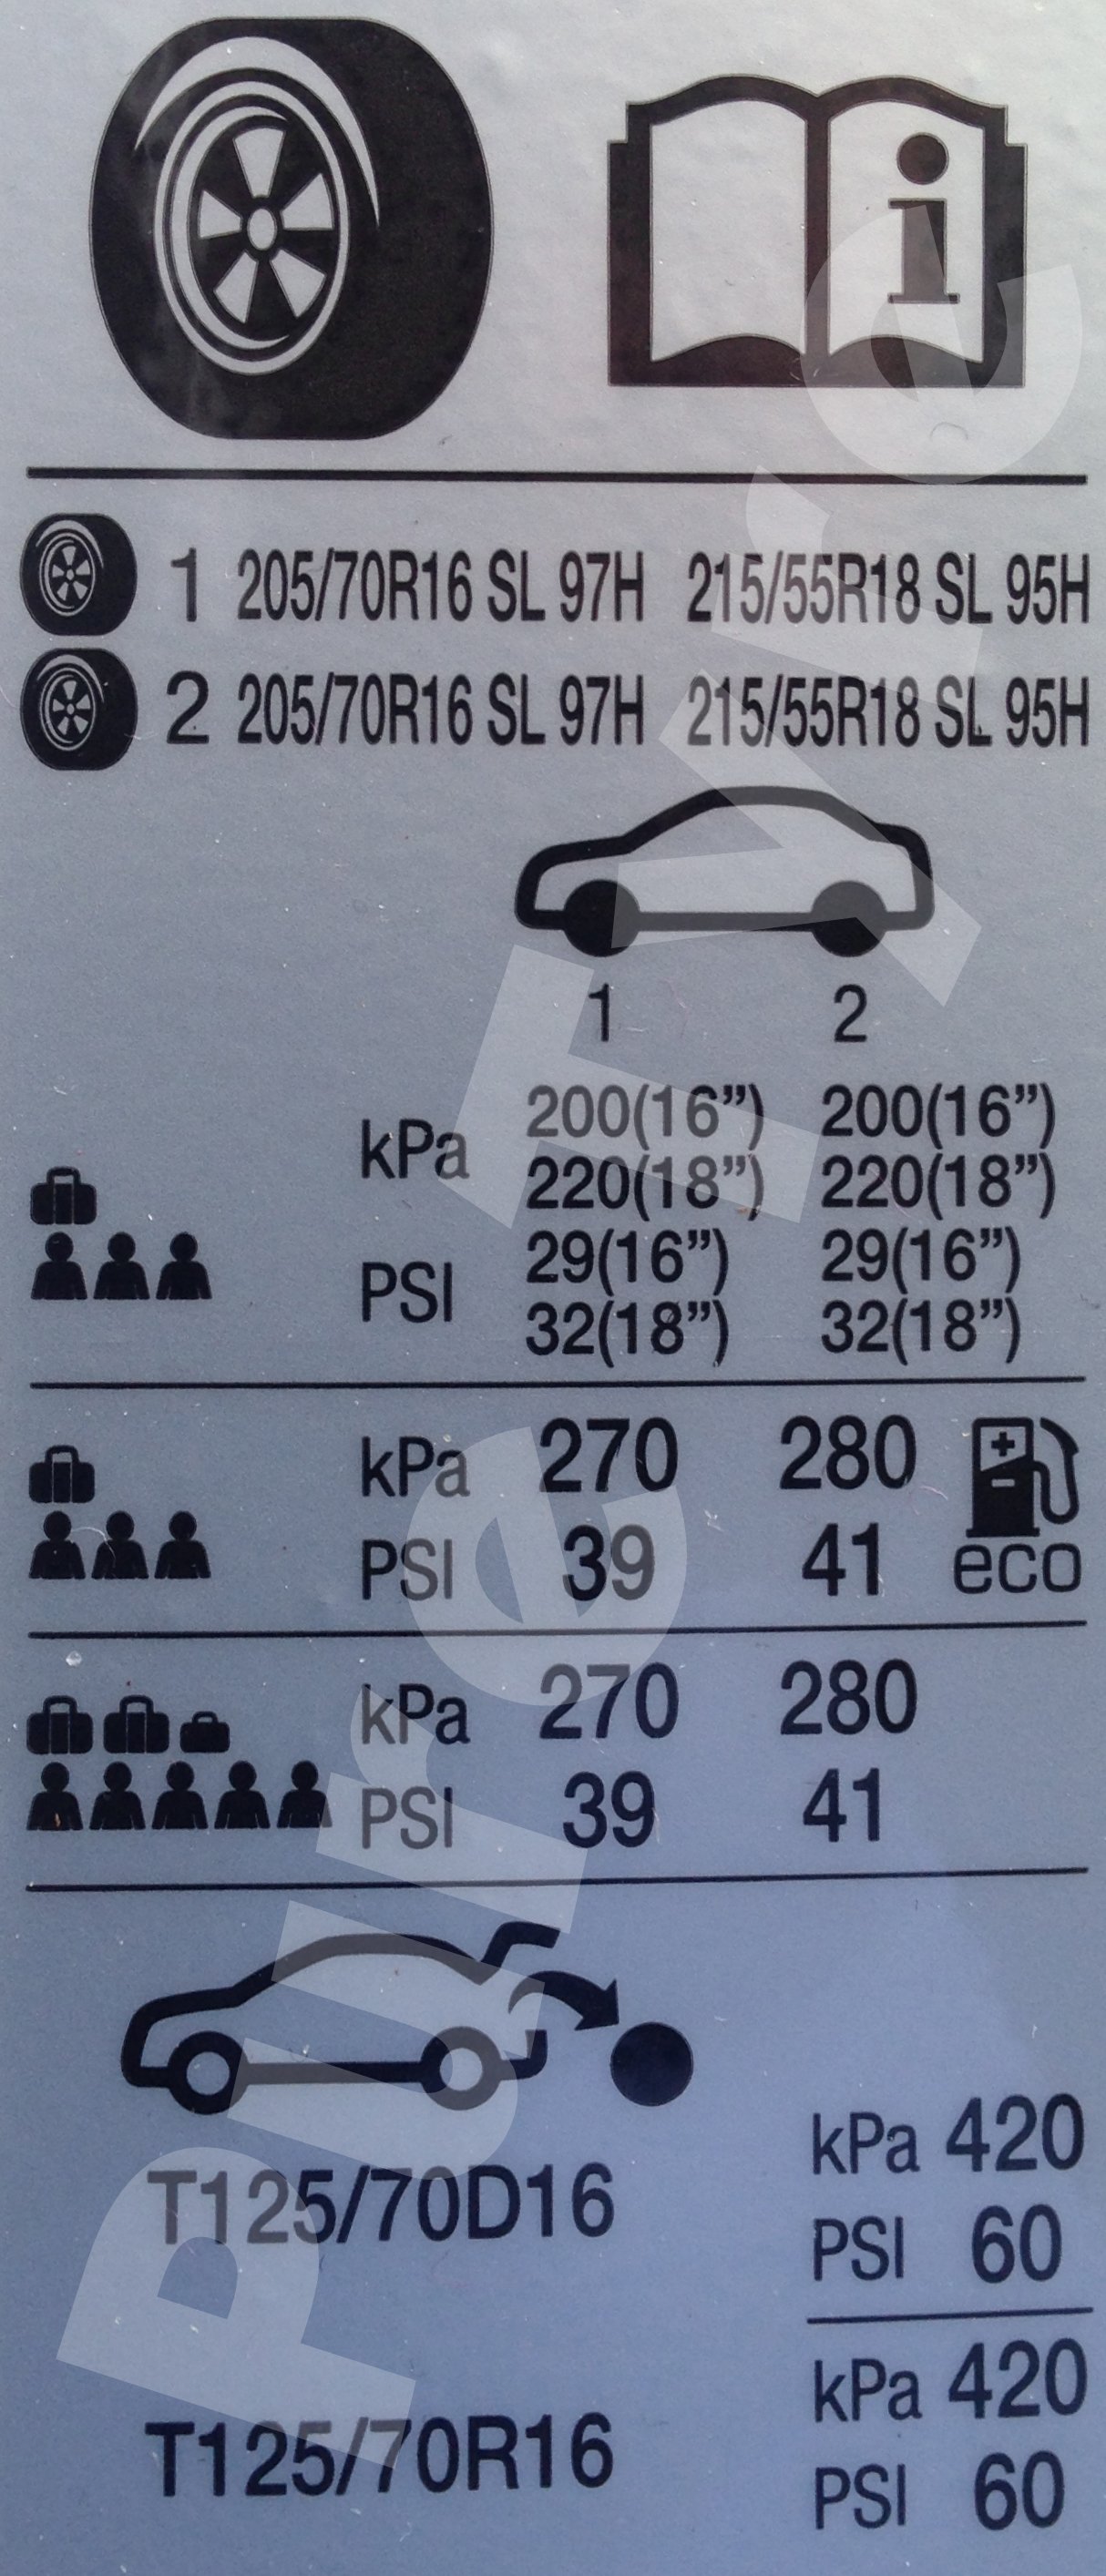 i
1 205/70R16 SL 97H 215/55R18 SL 95H
2 205/70R16 SL 97H 215/55R18 SL 95H
1 2
kPa 200(16”) 200(16”)
220(18”) 220(18”)
PSI 29(16”) 29(16”)
32(18”) 32(18”)
kPa 270 280
PSI 39 41
eco
kPa 270 280
PSI 39 41
kPa 420
T125/70D16
PSI 60
kPa 420
T125/70R16
PSI 60
Pure Tyre